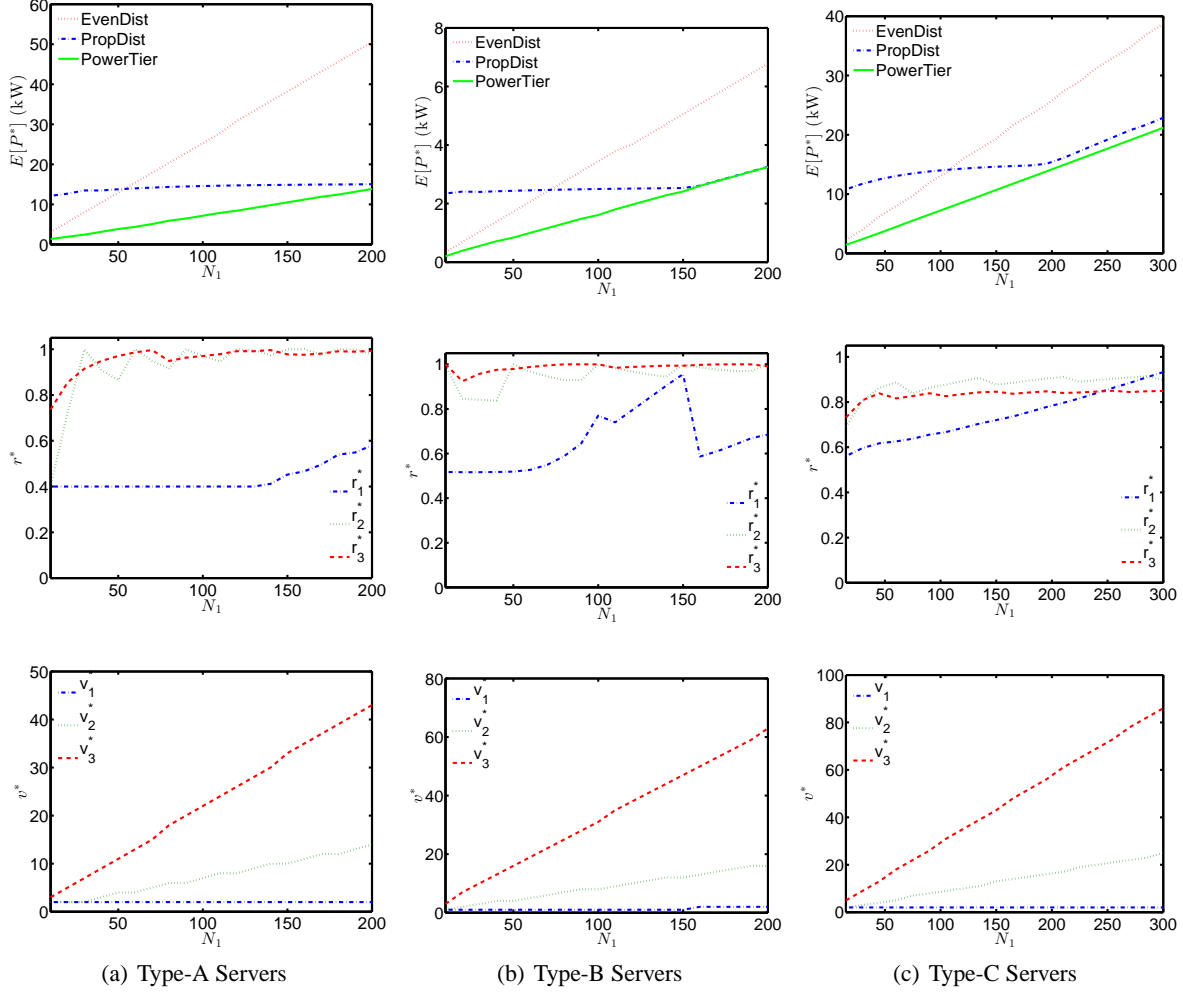 60
50
40
30
20
10
0
E[P*] (kW)
EvenDist
PropDist
PowerTier
50
100
150
200
N₁
8
6
4
2
0
E[P*] (kW)
EvenDist
PropDist
PowerTier
50
100
150
200
N₁
40
30
20
10
0
E[P*] (kW)
EvenDist
PropDist
PowerTier
50
100
150
200
250
300
N₁
1
0.8
0.6
0.4
0.2
0
r*
r₁*
r₂*
r₃*
50
100
150
200
N₁
1
0.8
0.6
0.4
0.2
0
r*
r₁*
r₂*
r₃*
50
100
150
200
N₁
1
0.8
0.6
0.4
0.2
0
r*
r₁*
r₂*
r₃*
50
100
150
200
250
300
N₁
50
40
30
20
10
0
v*
v₁*
v₂*
v₃*
50
100
150
200
N₁
80
60
40
20
0
v*
v₁*
v₂*
v₃*
50
100
150
200
N₁
100
80
60
40
20
0
v*
v₁*
v₂*
v₃*
50
100
150
200
250
300
N₁
(a) Type-A Servers
(b) Type-B Servers
(c) Type-C Servers